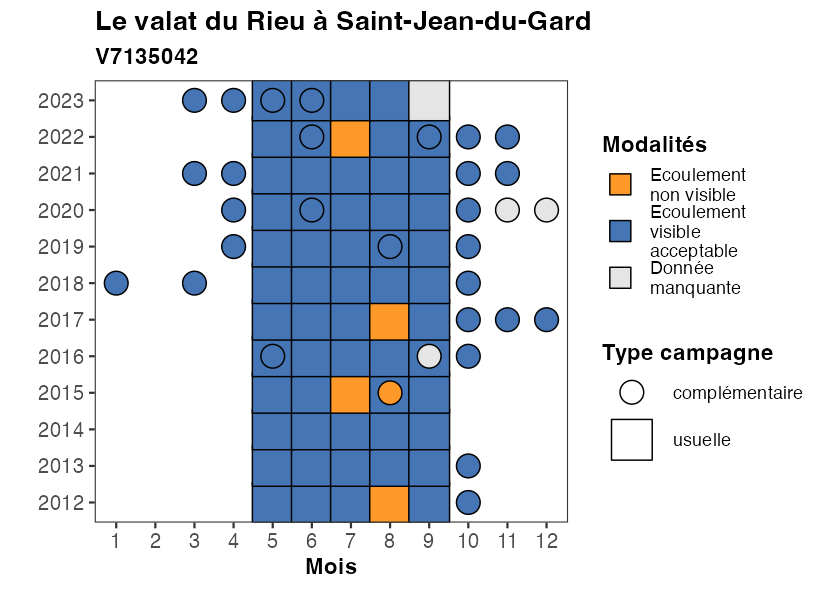 Le valat du Rieu à Saint-Jean-du-Gard
V7135042
2023
2022
2021
2020
2019
2018
2017
2016
2015
2014
2013
2012
1 2 3 4 5 6 7 8 9 10 11 12
Mois
Modalités
Ecoulement
non visible
Ecoulement
visible
acceptable
Donnée
manquante
Type campagne
complémentaire
usuelle